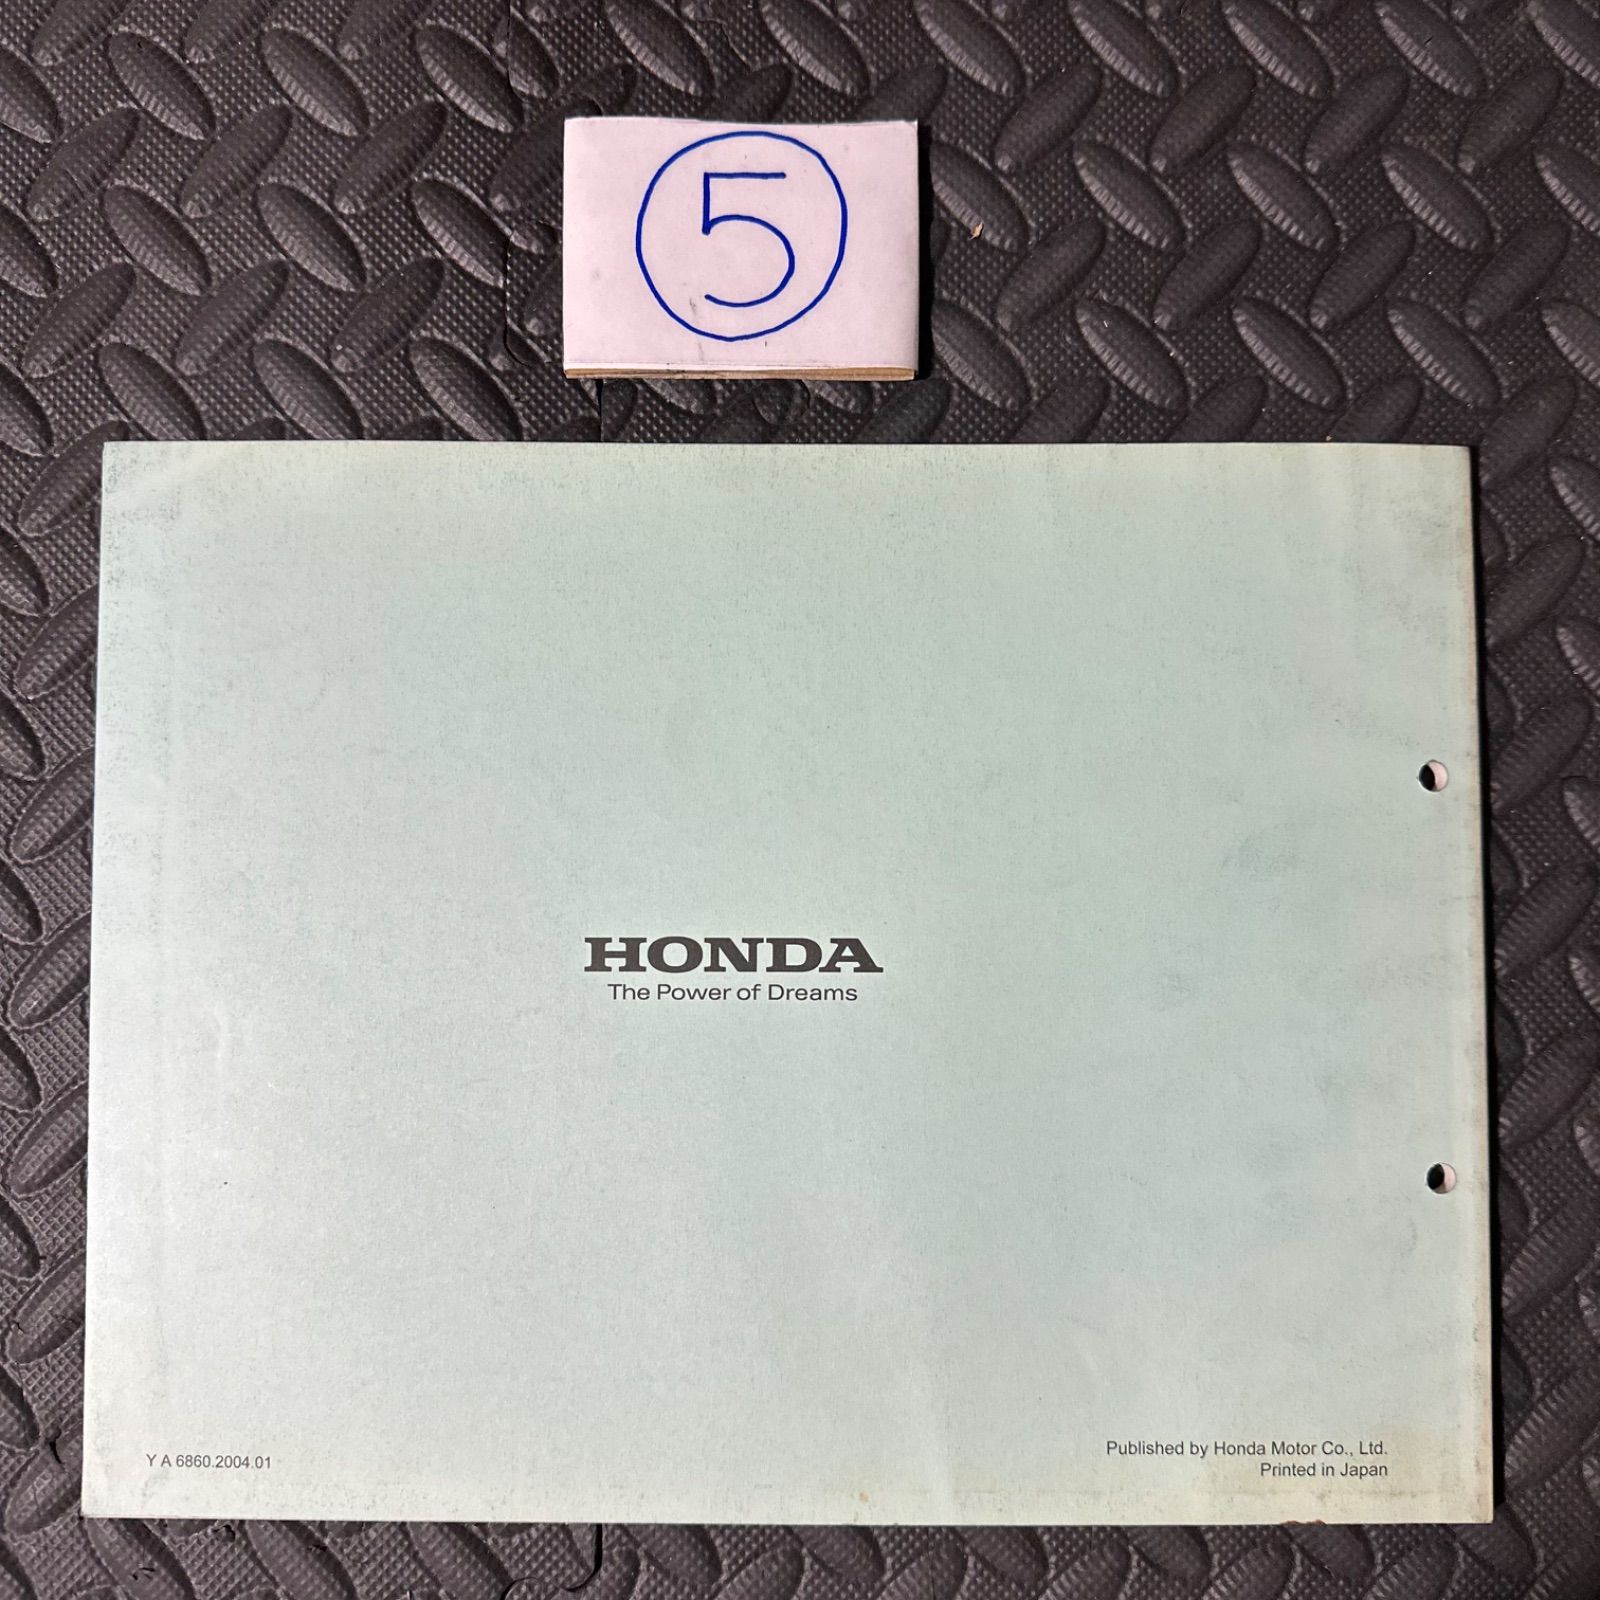 5
HONDA
The Power of Dreams
Y A 6860.2004.01
Published by Honda Motor Co., Ltd.
Printed in Japan